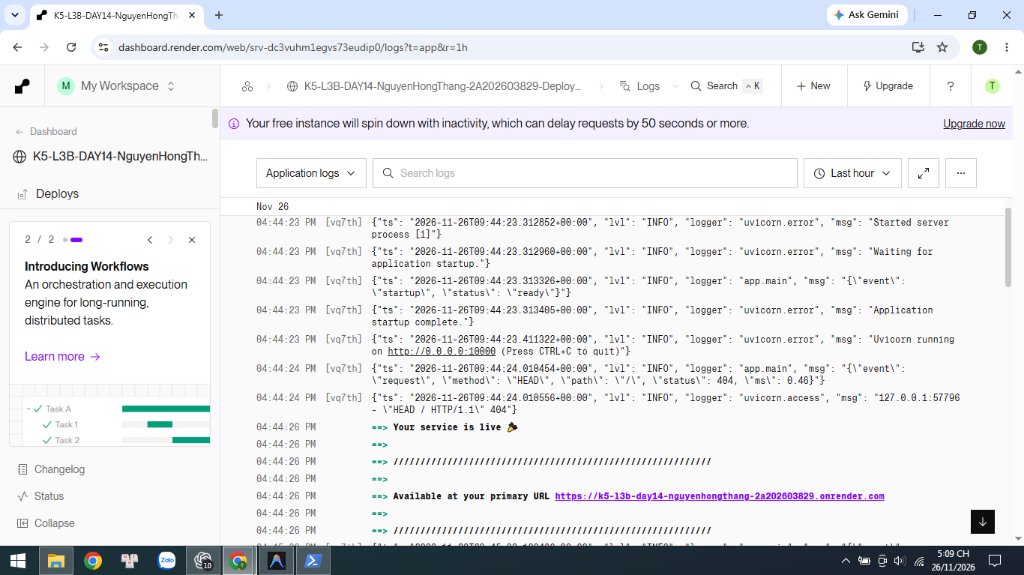 K5-L3B-DAY14-NguyenHongTh
Ask Gemini
dashboard.render.com/web/srv-dc3vuhm1egvs73eudip0/logs?t=app&r=1h
T
M My Workspace
K5-L3B-DAY14-NguyenHongThang-2A202603829-Deploy...
Logs
Search
K
+ New
Upgrade
?
T
Dashboard
K5-L3B-DAY14-NguyenHongTh...
Deploys
2 / 2
Introducing Workflows
An orchestration and execution
engine for long-running,
distributed tasks.
Learn more →
Task A
Task 1
Task 2
Changelog
Status
Collapse
Your free instance will spin down with inactivity, which can delay requests by 50 seconds or more.
Upgrade now
Application logs
Search logs
Last hour
...
Nov 26
04:44:23 PM [vq7th] {"ts": "2026-11-26T09:44:23.312852+00:00", "lvl": "INFO", "logger": "uvicorn.error", "msg": "Started server
process [1]"}
04:44:23 PM [vq7th] {"ts": "2026-11-26T09:44:23.312960+00:00", "lvl": "INFO", "logger": "uvicorn.error", "msg": "Waiting for
application startup."}
04:44:23 PM [vq7th] {"ts": "2026-11-26T09:44:23.313326+00:00", "lvl": "INFO", "logger": "app.main", "msg": "{\"event\":
\"startup\", \"status\": \"ready\"}"}
04:44:23 PM [vq7th] {"ts": "2026-11-26T09:44:23.313405+00:00", "lvl": "INFO", "logger": "uvicorn.error", "msg": "Application
startup complete."}
04:44:23 PM [vq7th] {"ts": "2026-11-26T09:44:23.411322+00:00", "lvl": "INFO", "logger": "uvicorn.error", "msg": "Uvicorn running
on http://0.0.0.0:10000 (Press CTRL+C to quit)"}
04:44:24 PM [vq7th] {"ts": "2026-11-26T09:44:24.010454+00:00", "lvl": "INFO", "logger": "app.main", "msg": "{\"event\":
\"request\", \"method\": \"HEAD\", \"path\": \"/\", \"status\": 404, \"ms\": 0.46}"}
04:44:24 PM [vq7th] {"ts": "2026-11-26T09:44:24.010556+00:00", "lvl": "INFO", "logger": "uvicorn.access", "msg": "127.0.0.1:57796
- \"HEAD / HTTP/1.1\" 404"}
04:44:26 PM ==> Your service is live 🎉
04:44:26 PM ==>
04:44:26 PM ==> ///////////////////////////////////////////////////////////
04:44:26 PM ==>
04:44:26 PM ==> Available at your primary URL https://k5-l3b-day14-nguyenhongthang-2a202603829.onrender.com
04:44:26 PM ==>
04:44:26 PM ==> ///////////////////////////////////////////////////////////
Zalo
10
5:09 CH
26/11/2026